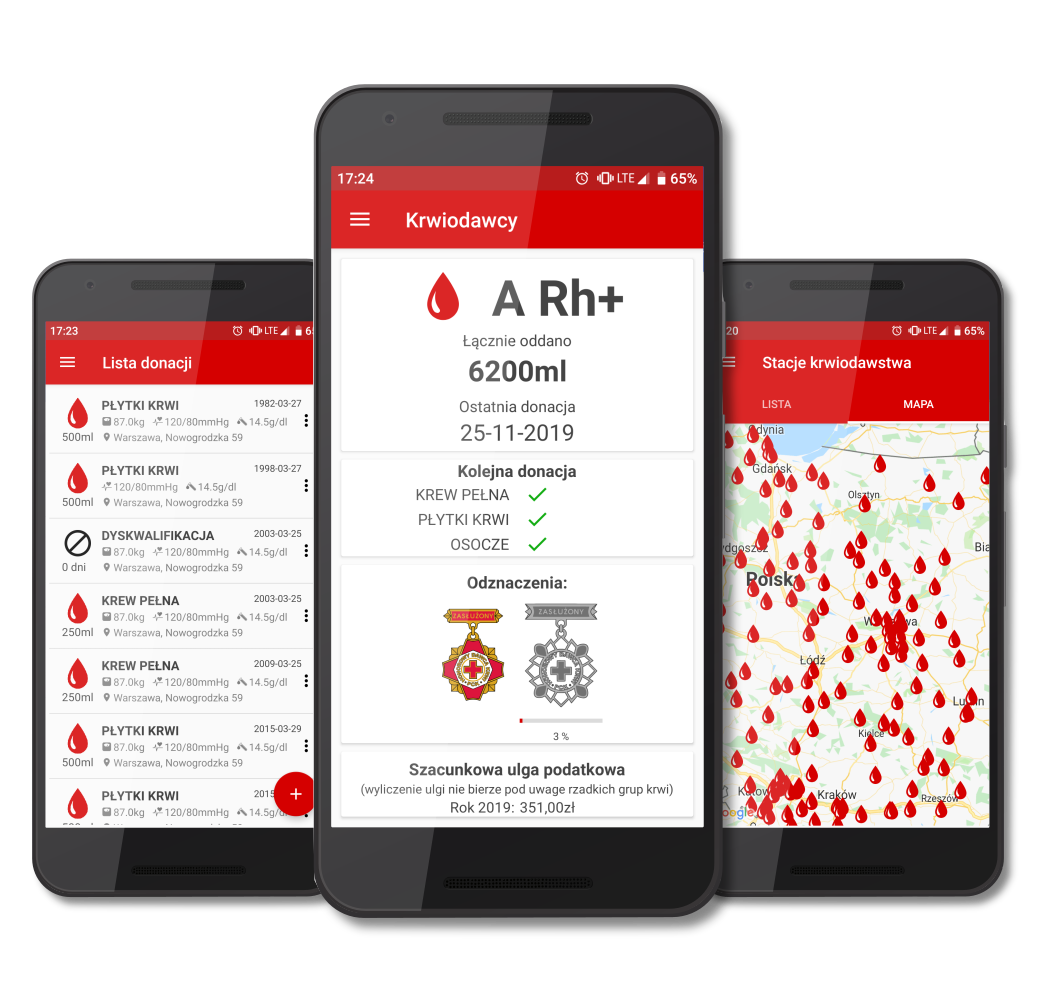 17:23
LTE
Lista donacji
PŁYTKI KRWI
1982-03-27
87.0kg 120/80mmHg 14.5g/dl
500ml
Warszawa, Nowogrodzka 59
PŁYTKI KRWI
1998-03-27
120/80mmHg 14.5g/dl
500ml
Warszawa, Nowogrodzka 59
DYSKWALIFIKACJA
2003-03-25
87.0kg 120/80mmHg 14.5g/dl
0 dni
Warszawa, Nowogrodzka 59
KREW PEŁNA
2003-03-25
87.0kg 120/80mmHg 14.5g/dl
250ml
Warszawa, Nowogrodzka 59
KREW PEŁNA
2009-03-25
87.0kg 120/80mmHg 14.5g/dl
250ml
Warszawa, Nowogrodzka 59
PŁYTKI KRWI
2015-03-29
87.0kg 120/80mmHg 14.5g/dl
500ml
Warszawa, Nowogrodzka 59
PŁYTKI KRWI
2015
87.0kg 120/80mmHg 14.5g/dl
Warszawa, Nowogrodzka 59
17:24
LTE 65%
Krwiodawcy
A Rh+
Łącznie oddano
6200ml
Ostatnia donacja
25-11-2019
Kolejna donacja
KREW PEŁNA
PŁYTKI KRWI
OSOCZE
Odznaczenia:
ZASŁUŻONY
ZASŁUŻONY
3 %
Szacunkowa ulga podatkowa
(wyliczenie ulgi nie bierze pod uwage rzadkich grup krwi)
Rok 2019: 351,00zł
20
LTE 65%
Stacje krwiodawstwa
LISTA
MAPA
Gdynia
Gdańsk
Olsztyn
Bia
Polsk
Łódź
Kielce
Kraków
Rzeszów